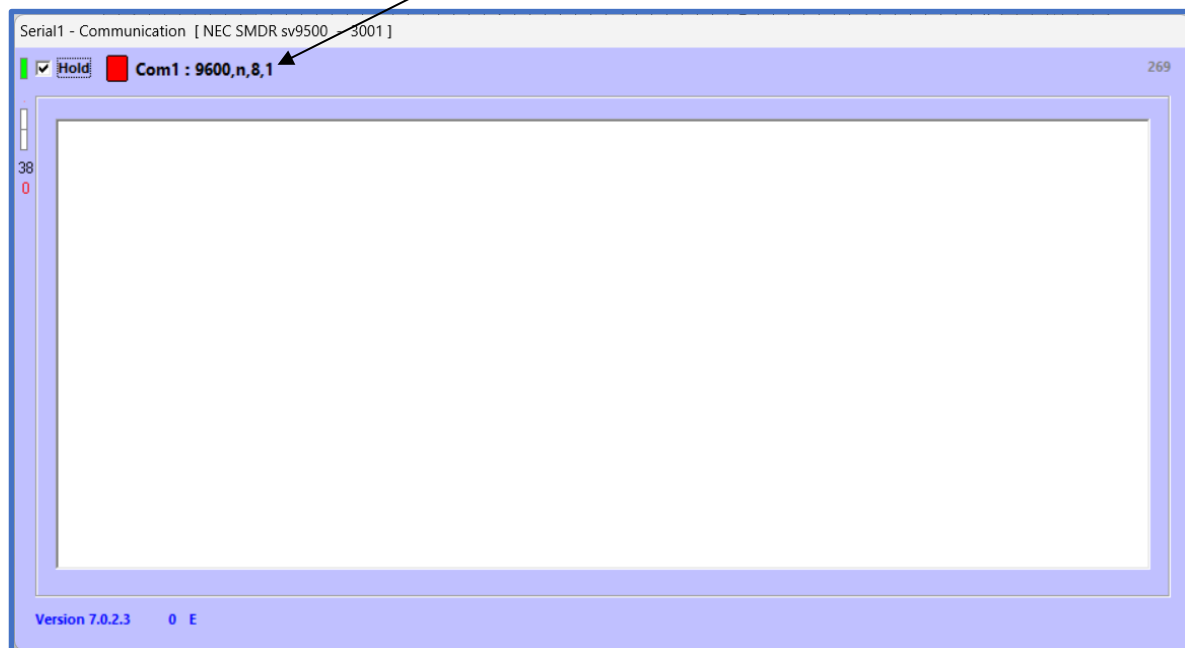 Serial1 - Communication [ NEC SMDR sv9500 - 3001 ]
Hold Com1 : 9600,n,8,1 269
38
0
Version 7.0.2.3 0 E